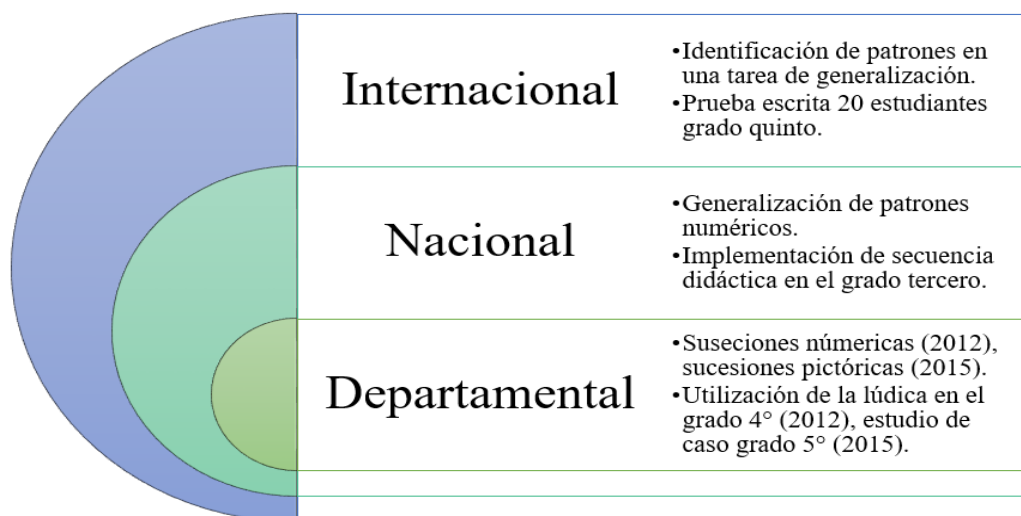 Internacional
•Identificación de patrones en
una tarea de generalización.
•Prueba escrita 20 estudiantes
grado quinto.
Nacional
•Generalización de patrones
numéricos.
•Implementación de secuencia
didáctica en el grado tercero.
Departamental
•Suseciones númericas (2012),
sucesiones pictóricas (2015).
•Utilización de la lúdica en el
grado 4° (2012), estudio de
caso grado 5° (2015).